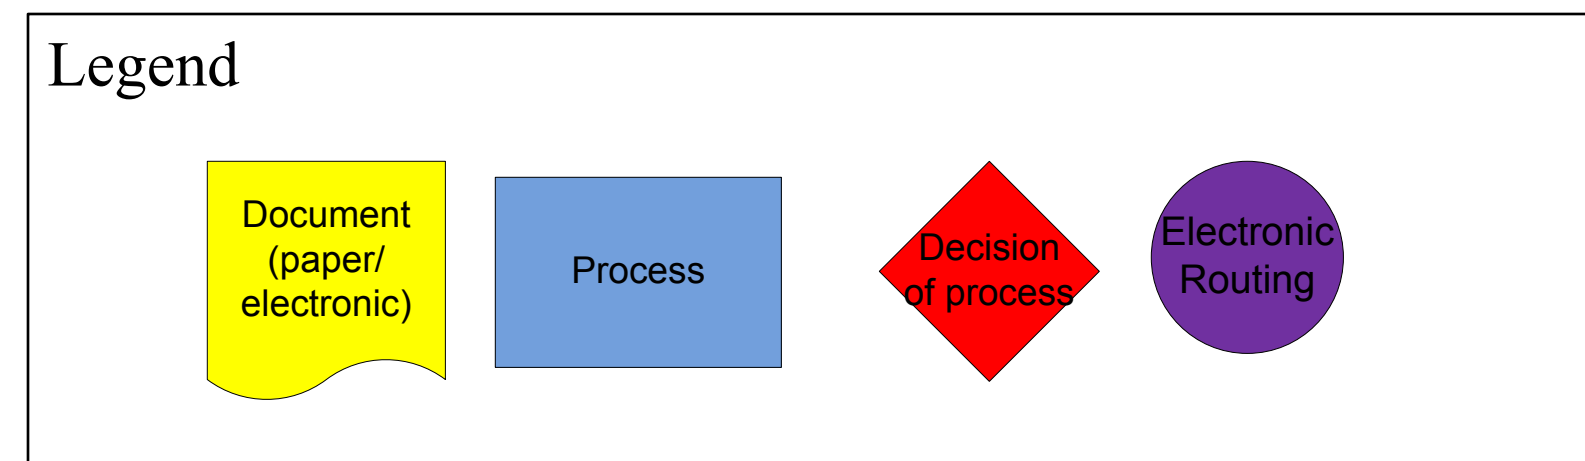 Legend
Document
(paper/
electronic)
Process
Decision
of process
Electronic
Routing